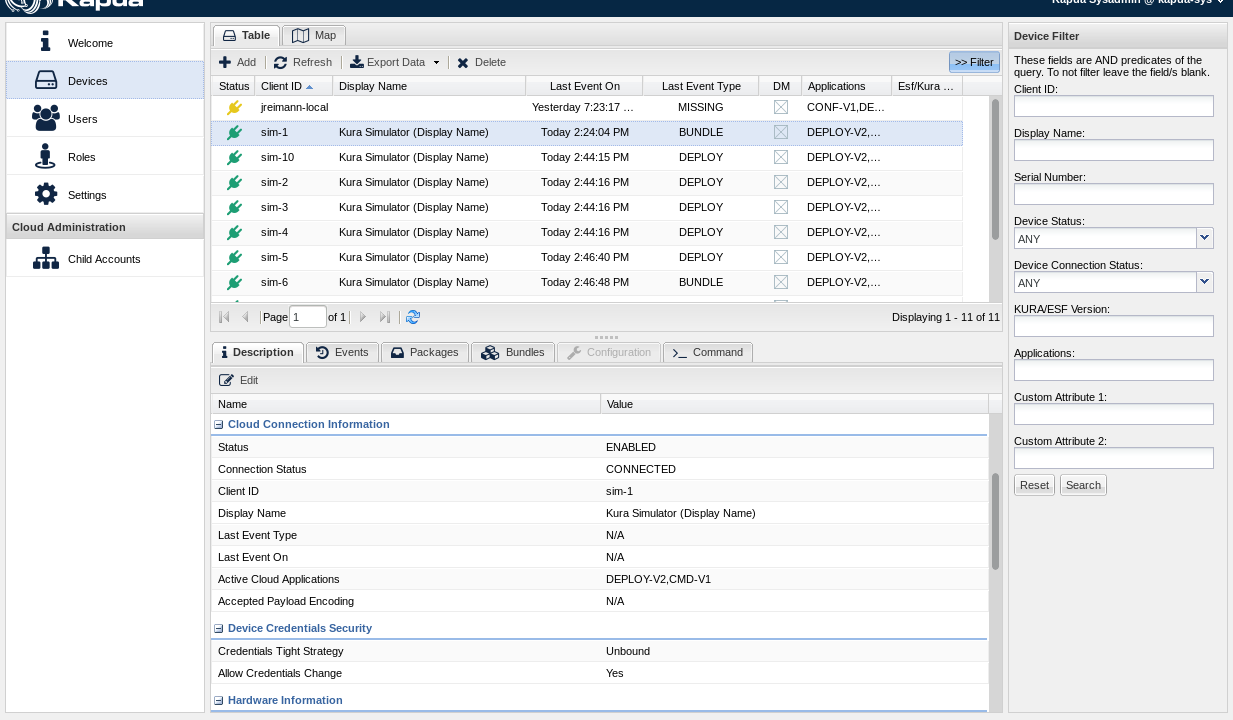 Kapua
Kapua Sysadmin @ kapua-sys
Welcome
Devices
Users
Roles
Settings
Cloud Administration
Child Accounts
Table Map
Add Refresh Export Data Delete >> Filter
Status Client ID Display Name Last Event On Last Event Type DM Applications Esf/Kura ...
jreimann-local Yesterday 7:23:17 ... MISSING CONF-V1,DE...
sim-1 Kura Simulator (Display Name) Today 2:24:04 PM BUNDLE DEPLOY-V2,...
sim-10 Kura Simulator (Display Name) Today 2:44:15 PM DEPLOY DEPLOY-V2,...
sim-2 Kura Simulator (Display Name) Today 2:44:16 PM DEPLOY DEPLOY-V2,...
sim-3 Kura Simulator (Display Name) Today 2:44:16 PM DEPLOY DEPLOY-V2,...
sim-4 Kura Simulator (Display Name) Today 2:44:16 PM DEPLOY DEPLOY-V2,...
sim-5 Kura Simulator (Display Name) Today 2:46:40 PM DEPLOY DEPLOY-V2,...
sim-6 Kura Simulator (Display Name) Today 2:46:48 PM BUNDLE DEPLOY-V2,...
Page 1 of 1 Displaying 1 - 11 of 11
Description Events Packages Bundles Configuration Command
Edit
Name Value
Cloud Connection Information
Status ENABLED
Connection Status CONNECTED
Client ID sim-1
Display Name Kura Simulator (Display Name)
Last Event Type N/A
Last Event On N/A
Active Cloud Applications DEPLOY-V2,CMD-V1
Accepted Payload Encoding N/A
Device Credentials Security
Credentials Tight Strategy Unbound
Allow Credentials Change Yes
Hardware Information
Device Filter
These fields are AND predicates of the
query. To not filter leave the field/s blank.
Client ID:
Display Name:
Serial Number:
Device Status:
ANY
Device Connection Status:
ANY
KURA/ESF Version:
Applications:
Custom Attribute 1:
Custom Attribute 2:
Reset Search